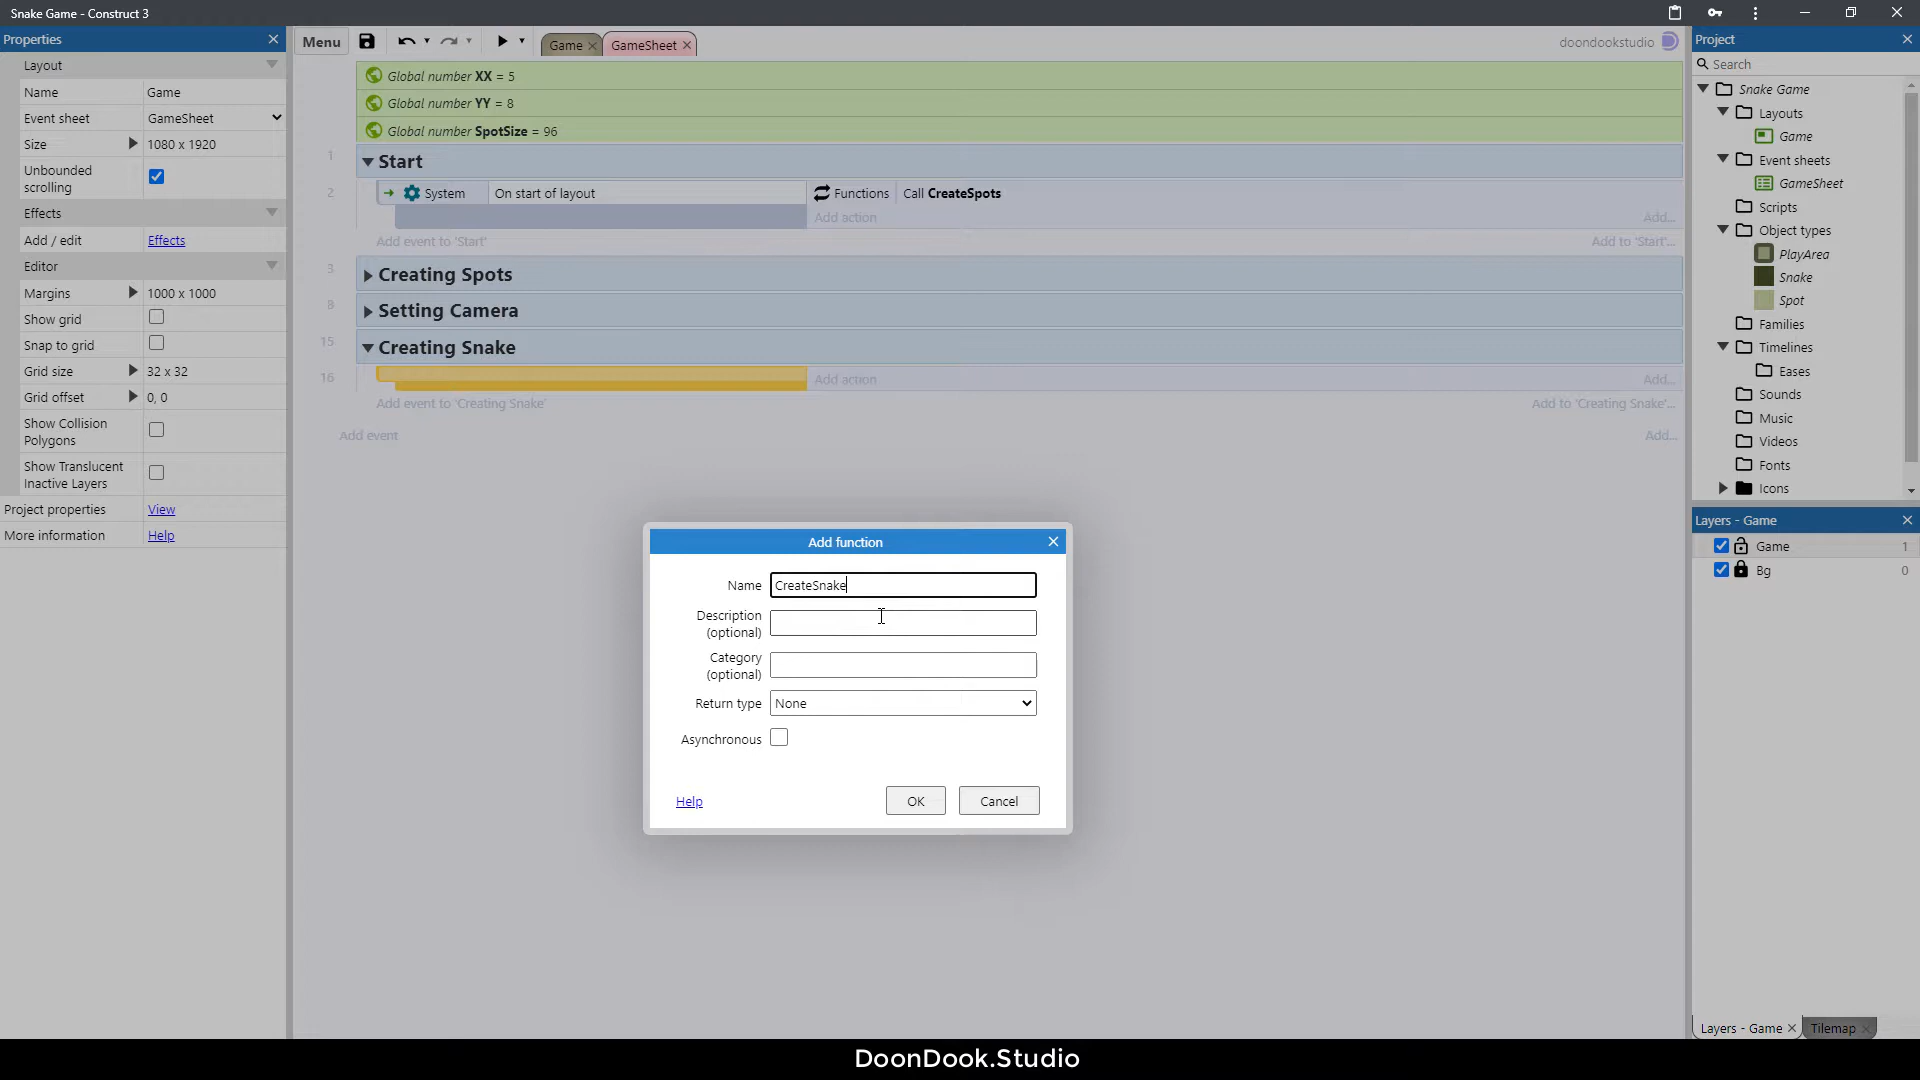 Snake Game - Construct 3
Properties
Layout
Name Game
Event sheet GameSheet
Size 1080 x 1920
Unbounded scrolling
Effects
Add / edit Effects
Editor
Margins 1000 x 1000
Show grid
Snap to grid
Grid size 32 x 32
Grid offset 0, 0
Show Collision Polygons
Show Translucent Inactive Layers
Project properties View
More information Help
Menu
Game
GameSheet
doondookstudio
Global number XX = 5
Global number YY = 8
Global number SpotSize = 96
1 Start
2 System On start of layout Functions Call CreateSpots
Add action Add...
Add event to 'Start' Add to 'Start'...
3 Creating Spots
8 Setting Camera
15 Creating Snake
16 Add action Add...
Add event to 'Creating Snake' Add to 'Creating Snake'...
Add event Add...
Add function
Name CreateSnake
Description (optional)
Category (optional)
Return type None
Asynchronous
Help OK Cancel
Project
Search
Snake Game
Layouts
Game
Event sheets
GameSheet
Scripts
Object types
PlayArea
Snake
Spot
Families
Timelines
Eases
Sounds
Music
Videos
Fonts
Icons
Layers - Game
Game 1
Bg 0
Layers - Game Tilemap
DoonDook.Studio